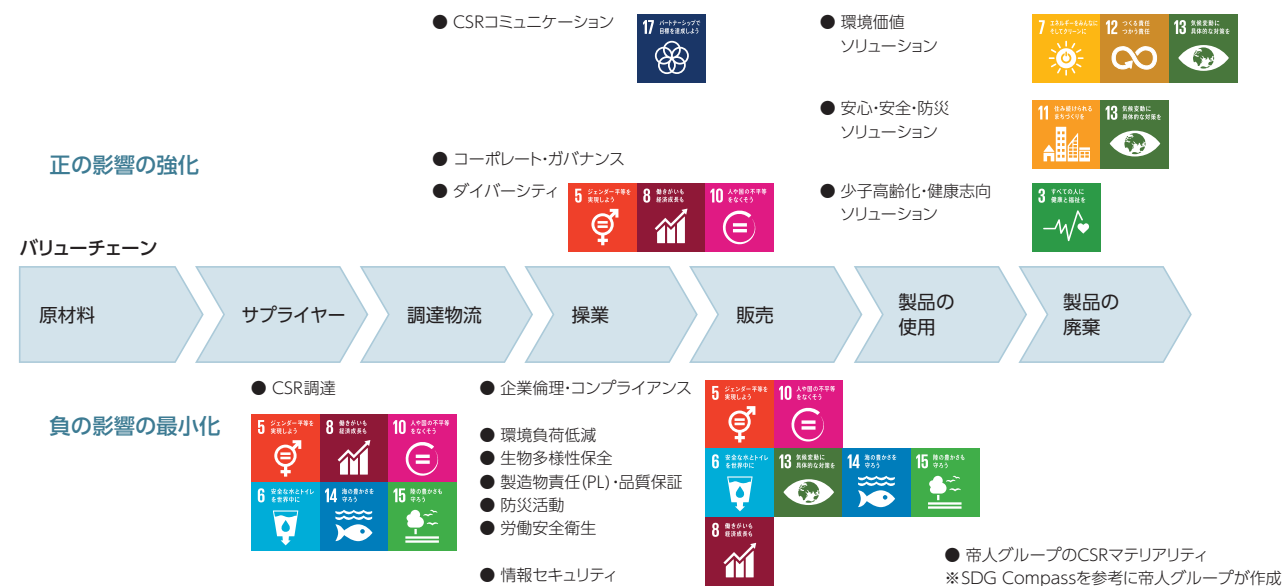 ● CSRコミュニケーション
17 パートナーシップで
目標を達成しよう
● 環境価値
ソリューション
7 エネルギーをみんなに
そしてクリーンに
12 つくる責任
つかう責任
13 気候変動に
具体的な対策を
● 安心・安全・防災
ソリューション
11 住み続けられる
まちづくりを
13 気候変動に
具体的な対策を
正の影響の強化
● コーポレート・ガバナンス
● ダイバーシティ
5 ジェンダー平等を
実現しよう
8 働きがいも
経済成長も
10 人や国の不平等
をなくそう
● 少子高齢化・健康志向
ソリューション
3 すべての人に
健康と福祉を
バリューチェーン
原材料
サプライヤー
調達物流
操業
販売
製品の
使用
製品の
廃棄
負の影響の最小化
● CSR調達
5 ジェンダー平等を
実現しよう
8 働きがいも
経済成長も
10 人や国の不平等
をなくそう
6 安全な水とトイレ
を世界中に
14 海の豊かさを
守ろう
15 陸の豊かさも
守ろう
● 企業倫理・コンプライアンス
5 ジェンダー平等を
実現しよう
10 人や国の不平等
をなくそう
● 環境負荷低減
● 生物多様性保全
● 製造物責任(PL)・品質保証
● 防災活動
● 労働安全衛生
6 安全な水とトイレ
を世界中に
13 気候変動に
具体的な対策を
14 海の豊かさを
守ろう
15 陸の豊かさも
守ろう
8 働きがいも
経済成長も
● 情報セキュリティ
● 帝人グループのCSRマテリアリティ
※SDG Compassを参考に帝人グループが作成